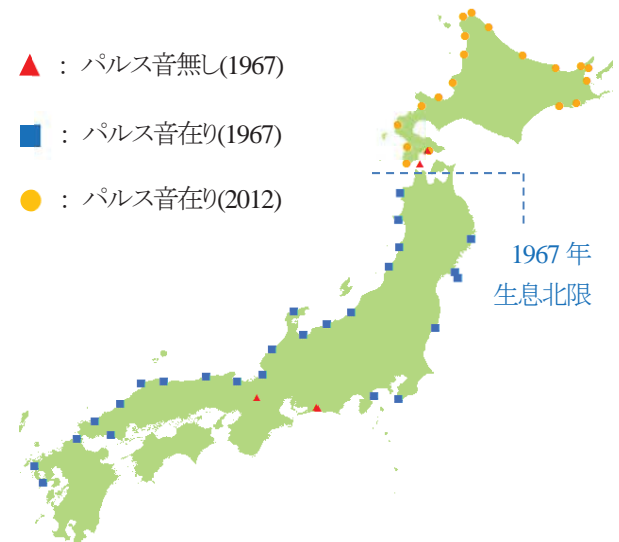 ▲ : パルス音無し(1967)
■ : パルス音在り(1967)
● : パルス音在り(2012)
1967 年
生息北限